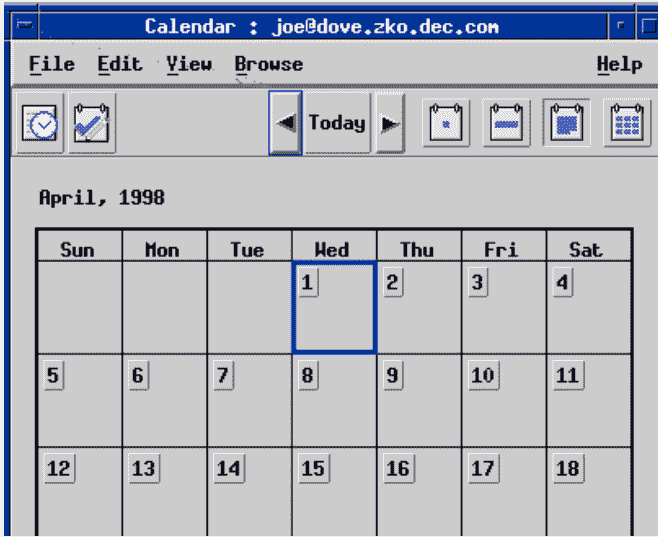 Calendar : joe@dove.zko.dec.com
File Edit View Browse Help
Today
April, 1998
Sun Mon Tue Wed Thu Fri Sat
1 2 3 4
5 6 7 8 9 10 11
12 13 14 15 16 17 18